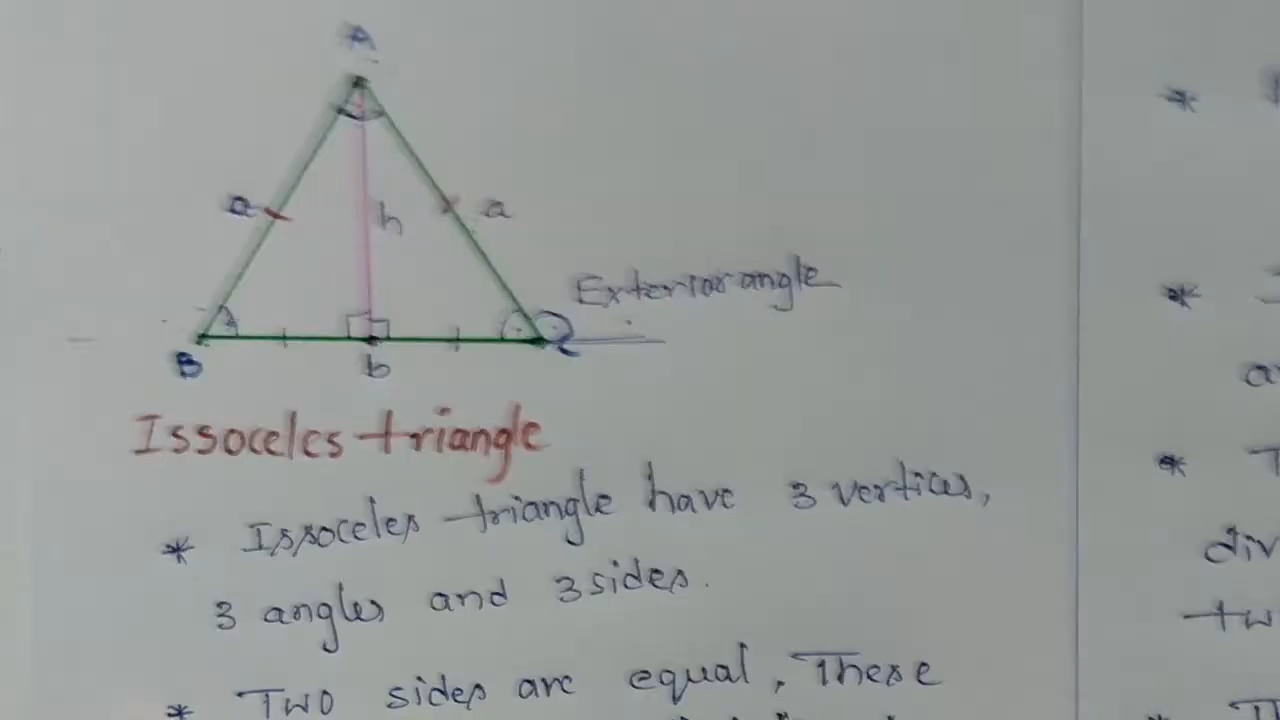 A
a
h
a
Exterior angle
B
b
C
Issoceles triangle
* Issoceles triangle have 3 vertices,
3 angles and 3 sides.
* Two sides are equal, These
*
*
*
div